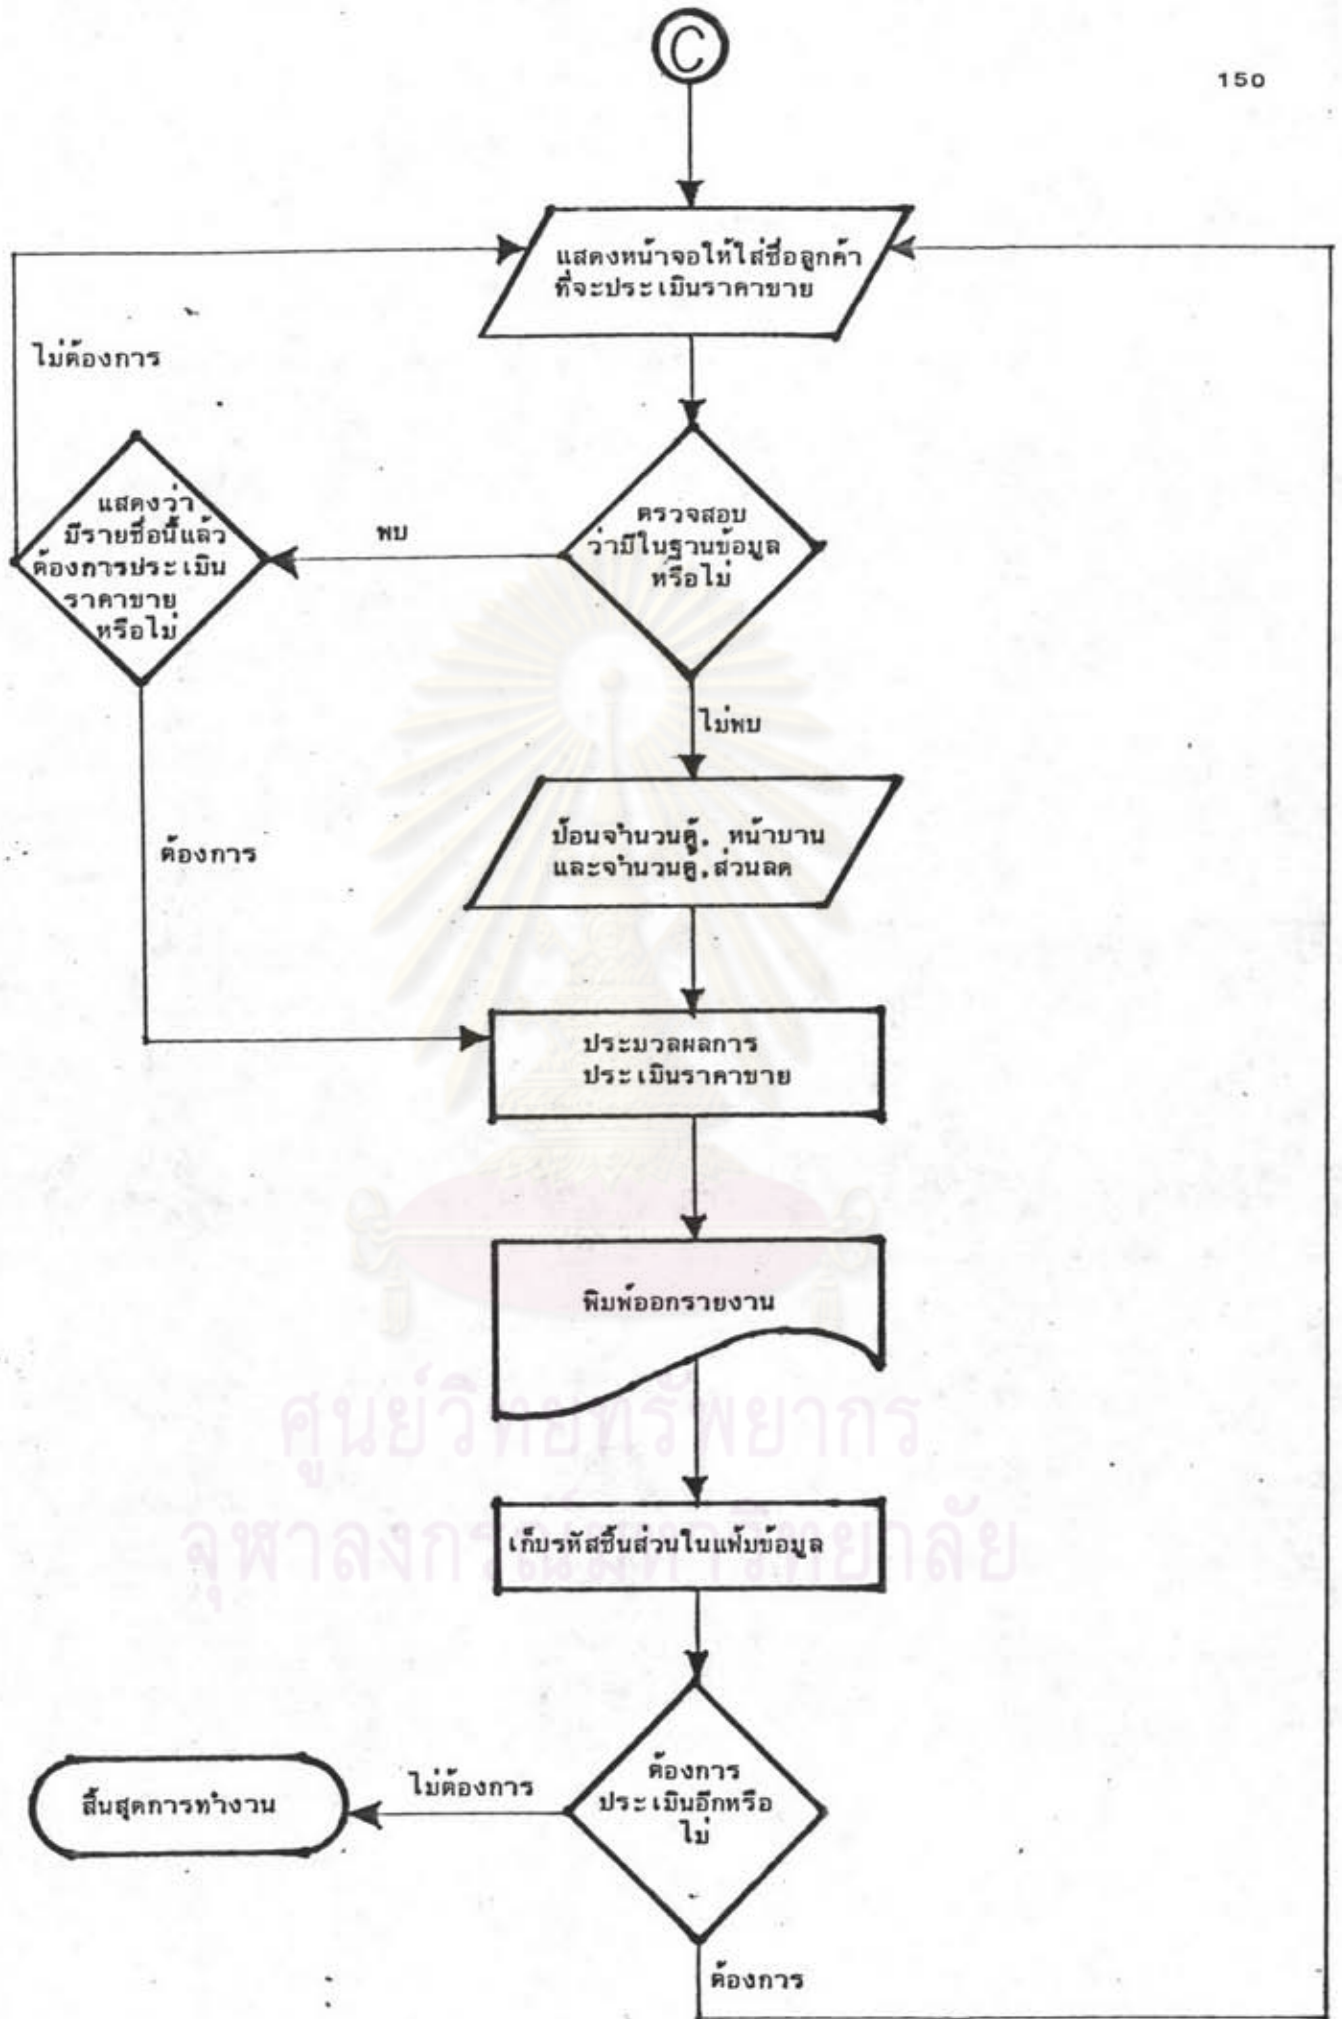 C
150
แสดงหน้าจอให้ใส่ชื่อลูกค้า
ที่จะประเมินราคาขาย
ไม่ต้องการ
แสดงว่า
มีรายชื่อนี้แล้ว
ต้องการประเมิน
ราคาขาย
หรือไม่
พบ
ตรวจสอบ
ว่ามีในฐานข้อมูล
หรือไม่
ไม่พบ
ต้องการ
ป้อนจำนวนตู้, หน้าบาน
และจำนวนตู้,ส่วนลด
ประมวลผลการ
ประเมินราคาขาย
พิมพ์ออกรายงาน
ศูนย์วิทยทรัพยากร
จุฬาลงกรณ์มหาวิทยาลัย
เก็บรหัสชิ้นส่วนในแฟ้มข้อมูล
ต้องการ
ประเมินอีกหรือ
ไม่
ไม่ต้องการ
สิ้นสุดการทำงาน
ต้องการ